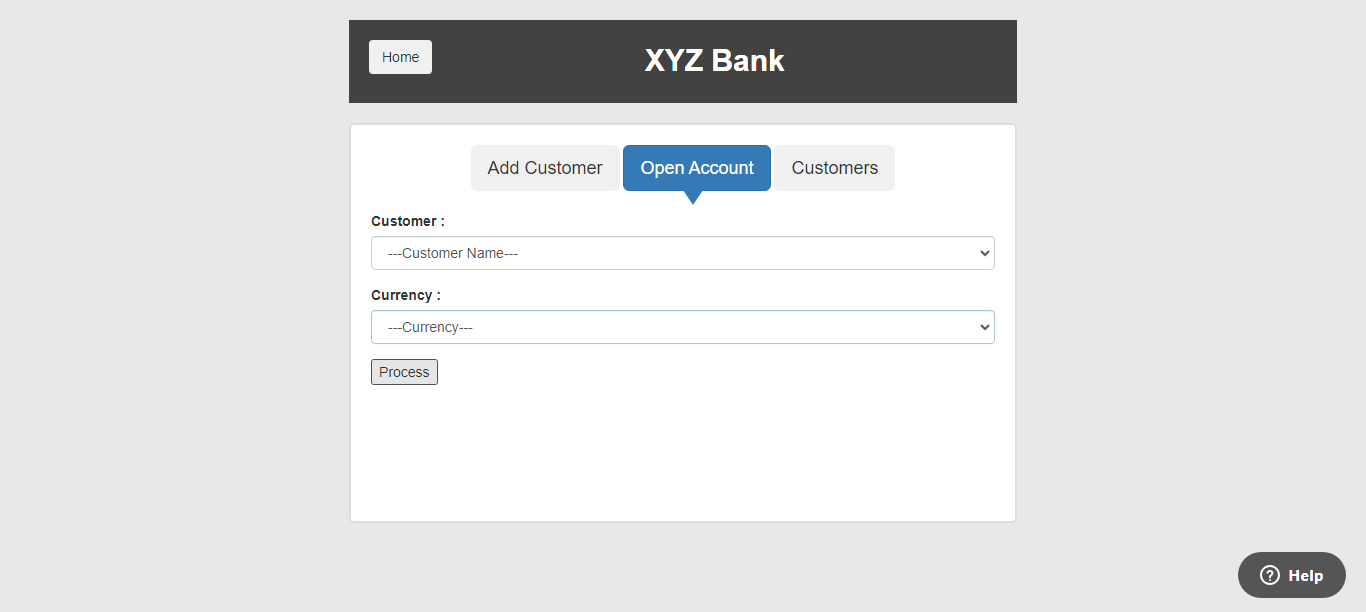 Home
XYZ Bank
Add Customer
Open Account
Customers
Customer :
---Customer Name---
Currency :
---Currency---
Process
Help